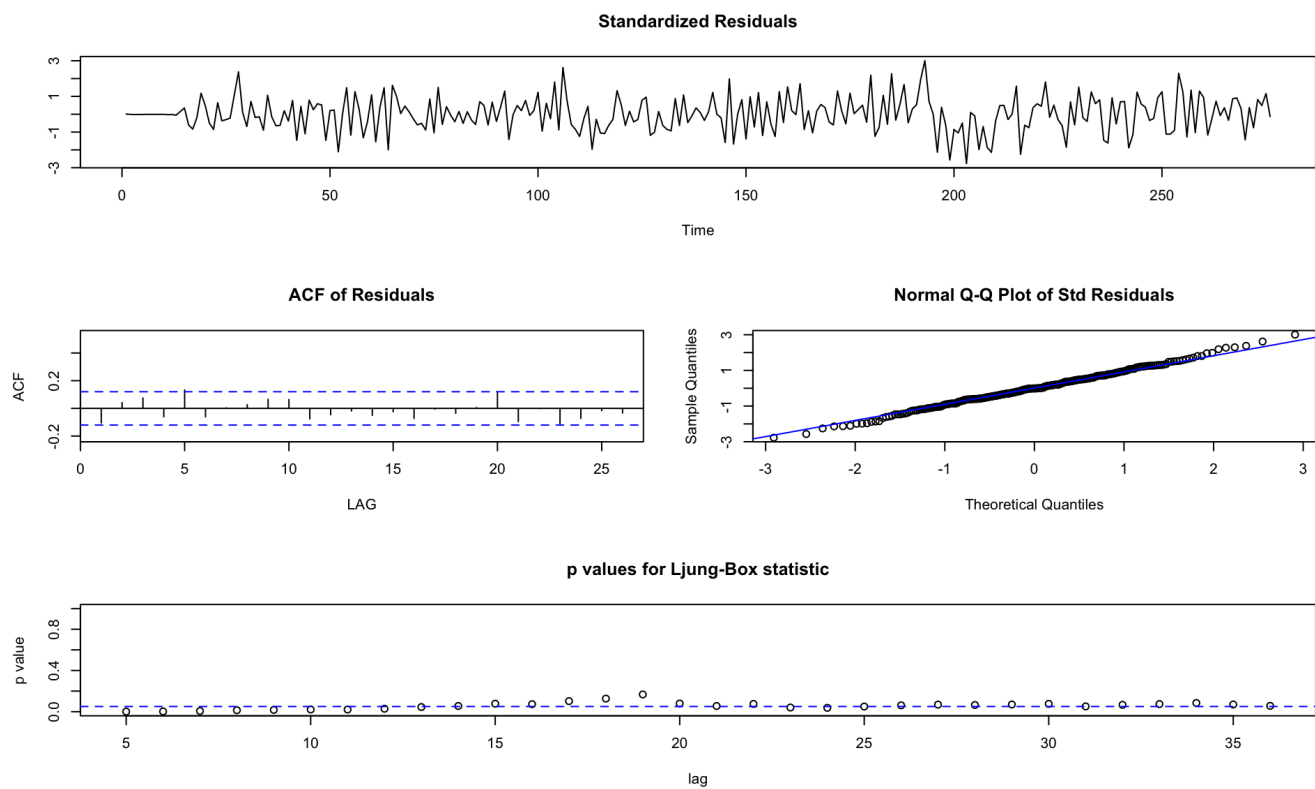 Standardized Residuals
3
1
-1
-3
0 50 100 150 200 250
Time
ACF of Residuals
ACF
0.2
-0.2
0 5 10 15 20 25
LAG
Normal Q-Q Plot of Std Residuals
Sample Quantiles
3
1
-1
-3
-3 -2 -1 0 1 2 3
Theoretical Quantiles
p values for Ljung-Box statistic
p value
0.8
0.4
0.0
5 10 15 20 25 30 35
lag